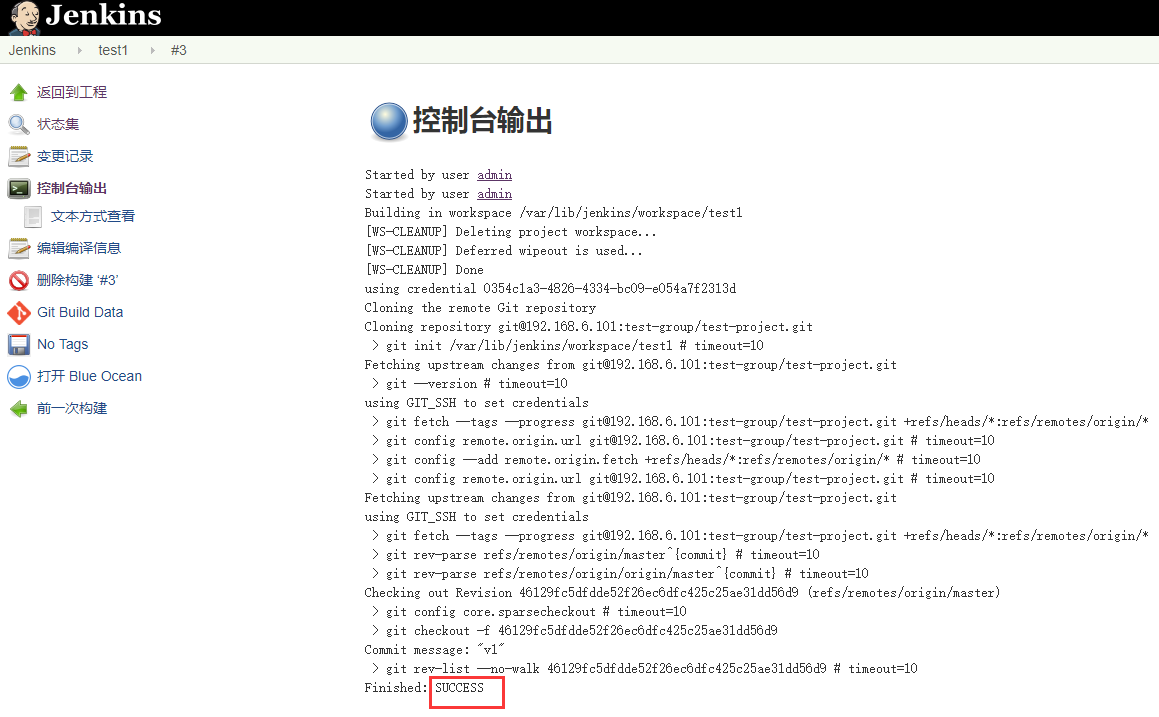 Jenkins
Jenkins test1 #3
返回到工程
状态集
变更记录
控制台输出
文本方式查看
编辑编译信息
删除构建 ‘#3’
Git Build Data
No Tags
打开 Blue Ocean
前一次构建
控制台输出
Started by user admin
Started by user admin
Building in workspace /var/lib/jenkins/workspace/test1
[WS-CLEANUP] Deleting project workspace...
[WS-CLEANUP] Deferred wipeout is used...
[WS-CLEANUP] Done
using credential 0354c1a3-4826-4334-bc09-e054a7f2313d
Cloning the remote Git repository
Cloning repository git@192.168.6.101:test-group/test-project.git
> git init /var/lib/jenkins/workspace/test1 # timeout=10
Fetching upstream changes from git@192.168.6.101:test-group/test-project.git
> git --version # timeout=10
using GIT_SSH to set credentials
> git fetch --tags --progress git@192.168.6.101:test-group/test-project.git +refs/heads/*:refs/remotes/origin/*
> git config remote.origin.url git@192.168.6.101:test-group/test-project.git # timeout=10
> git config --add remote.origin.fetch +refs/heads/*:refs/remotes/origin/* # timeout=10
> git config remote.origin.url git@192.168.6.101:test-group/test-project.git # timeout=10
Fetching upstream changes from git@192.168.6.101:test-group/test-project.git
using GIT_SSH to set credentials
> git fetch --tags --progress git@192.168.6.101:test-group/test-project.git +refs/heads/*:refs/remotes/origin/*
> git rev-parse refs/remotes/origin/master^{commit} # timeout=10
> git rev-parse refs/remotes/origin/origin/master^{commit} # timeout=10
Checking out Revision 46129fc5dfdde52f26ec6dfc425c25ae31dd56d9 (refs/remotes/origin/master)
> git config core.sparsecheckout # timeout=10
> git checkout -f 46129fc5dfdde52f26ec6dfc425c25ae31dd56d9
Commit message: "v1"
> git rev-list --no-walk 46129fc5dfdde52f26ec6dfc425c25ae31dd56d9 # timeout=10
Finished: SUCCESS